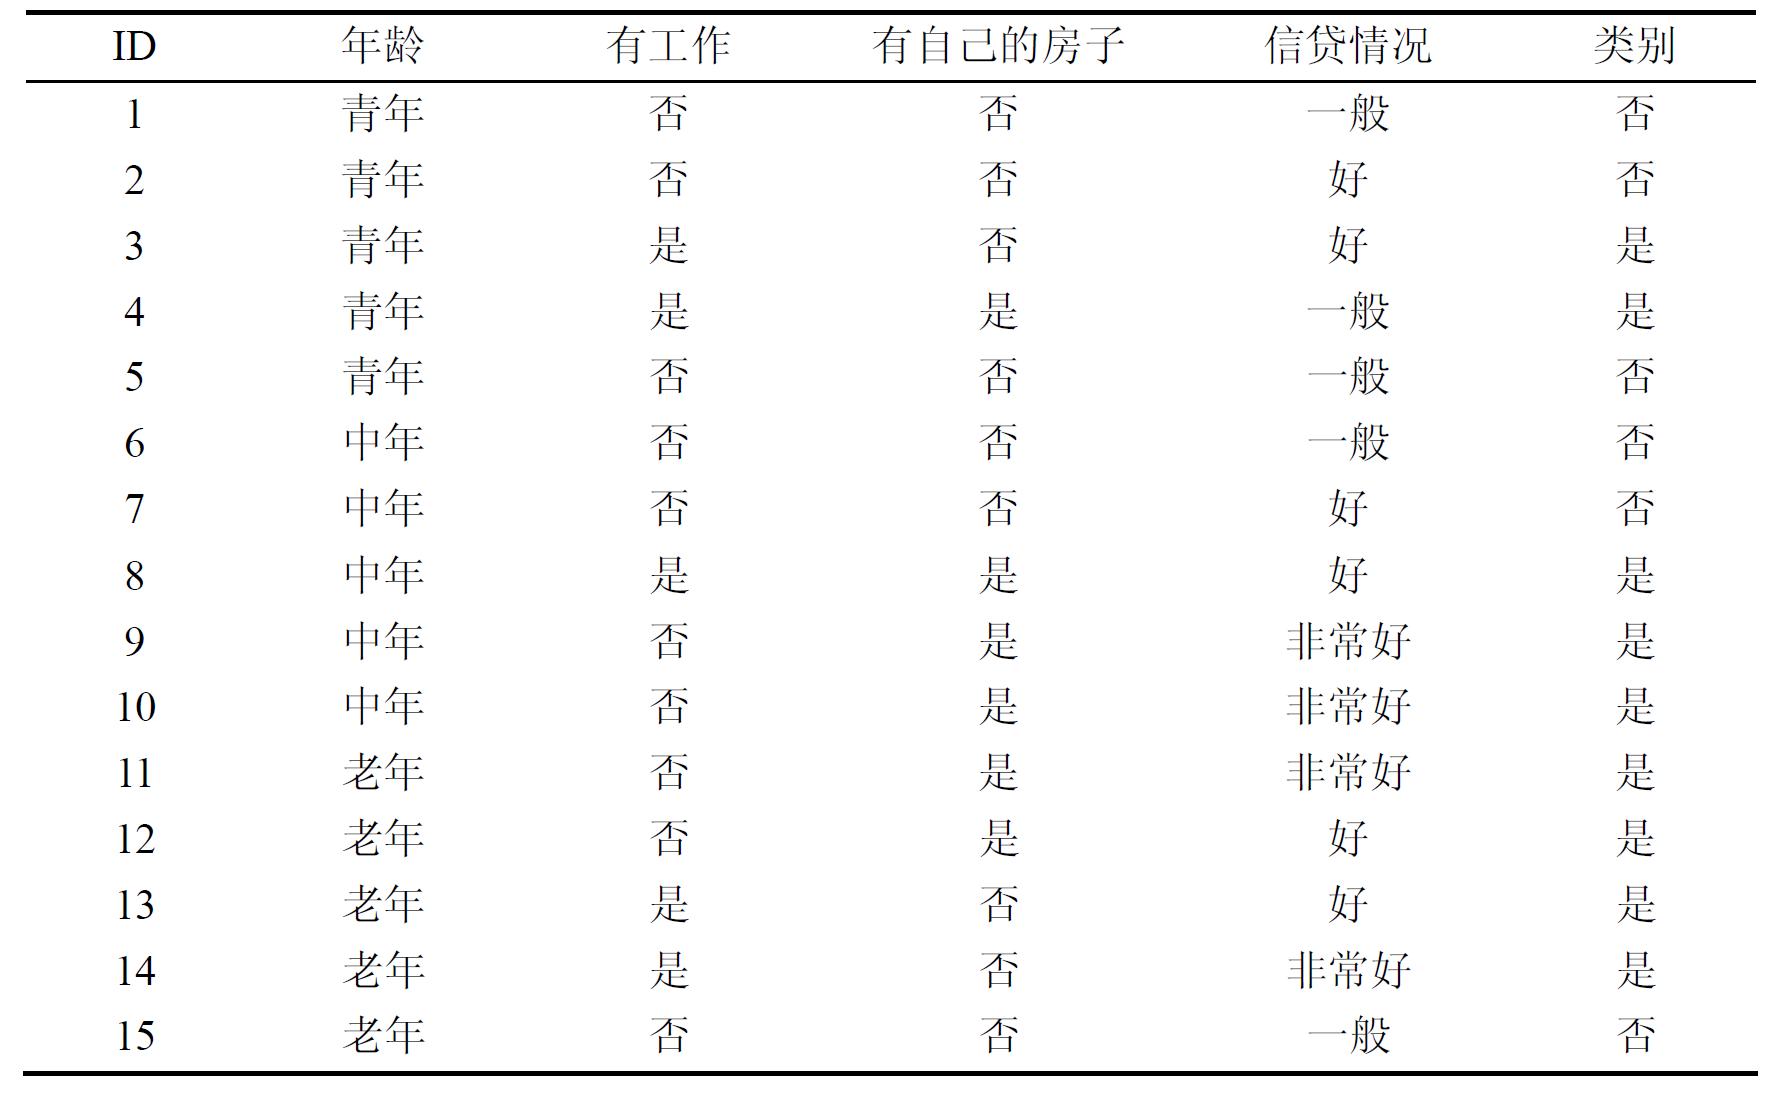 ID 年龄 有工作 有自己的房子 信贷情况 类别
1 青年 否 否 一般 否
2 青年 否 否 好 否
3 青年 是 否 好 是
4 青年 是 是 一般 是
5 青年 否 否 一般 否
6 中年 否 否 一般 否
7 中年 否 否 好 否
8 中年 是 是 好 是
9 中年 否 是 非常好 是
10 中年 否 是 非常好 是
11 老年 否 是 非常好 是
12 老年 否 是 好 是
13 老年 是 否 好 是
14 老年 是 否 非常好 是
15 老年 否 否 一般 否